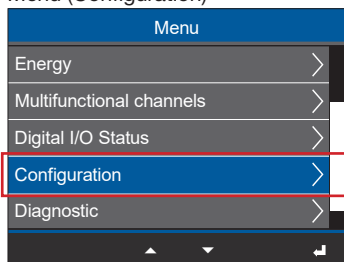 Menu (Configuration)
Menu
Energy
Multifunctional channels
Digital I/O Status
Configuration
Diagnostic